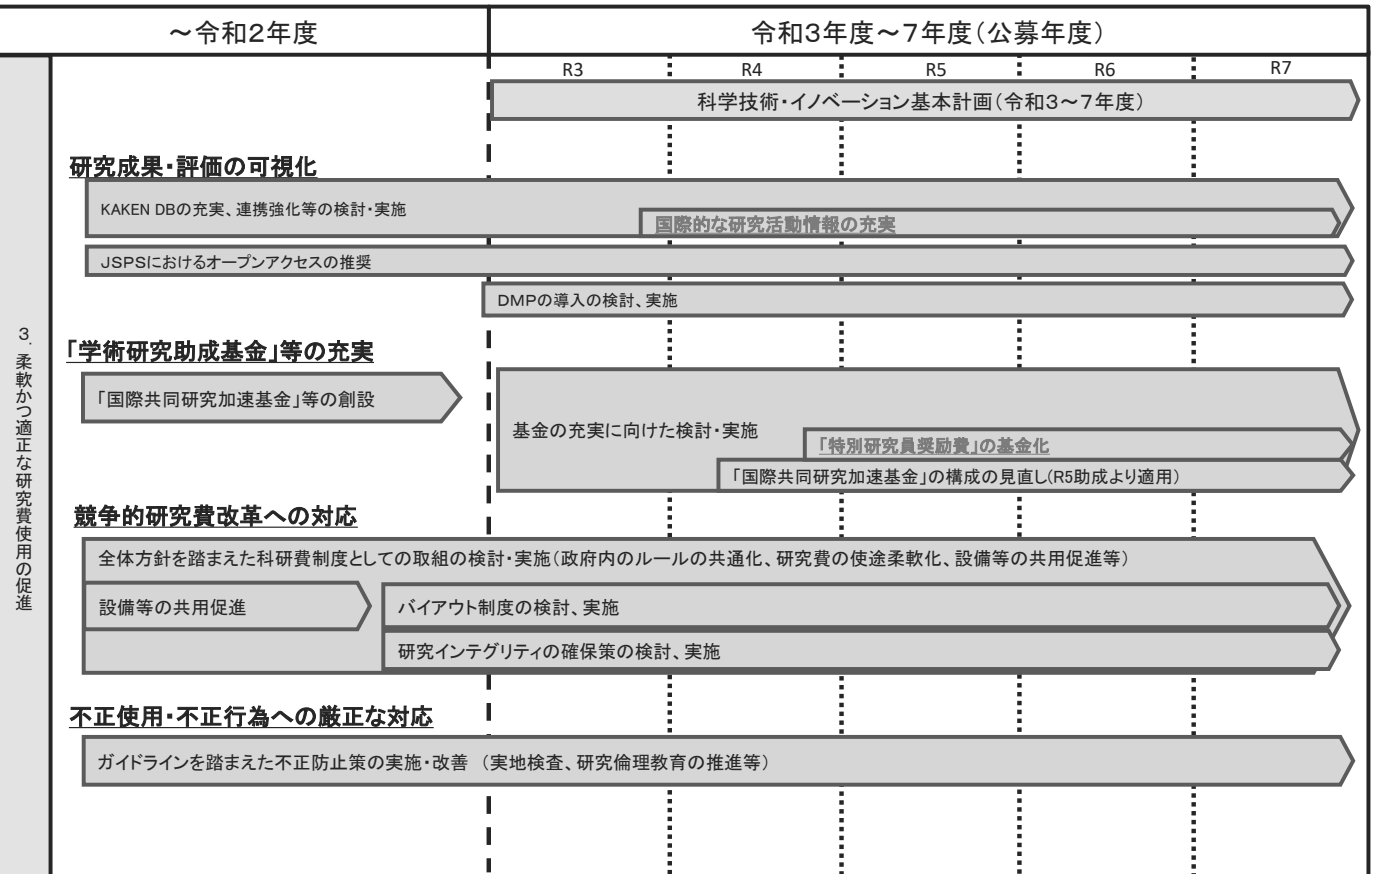 ～令和２年度
令和３年度～７年度（公募年度）
R3
R4
R5
R6
R7
科学技術・イノベーション基本計画（令和３～７年度）
３．柔軟かつ適正な研究費使用の促進
研究成果・評価の可視化
KAKEN DBの充実、連携強化等の検討・実施
国際的な研究活動情報の充実
JSPSにおけるオープンアクセスの推奨
DMPの導入の検討、実施
「学術研究助成基金」等の充実
「国際共同研究加速基金」等の創設
基金の充実に向けた検討・実施
「特別研究員奨励費」の基金化
「国際共同研究加速基金」の構成の見直し(R5助成より適用)
競争的研究費改革への対応
全体方針を踏まえた科研費制度としての取組の検討・実施（政府内のルールの共通化、研究費の使途柔軟化、設備等の共用促進等）
設備等の共用促進
バイアウト制度の検討、実施
研究インテグリティの確保策の検討、実施
不正使用・不正行為への厳正な対応
ガイドラインを踏まえた不正防止策の実施・改善　（実地検査、研究倫理教育の推進等）